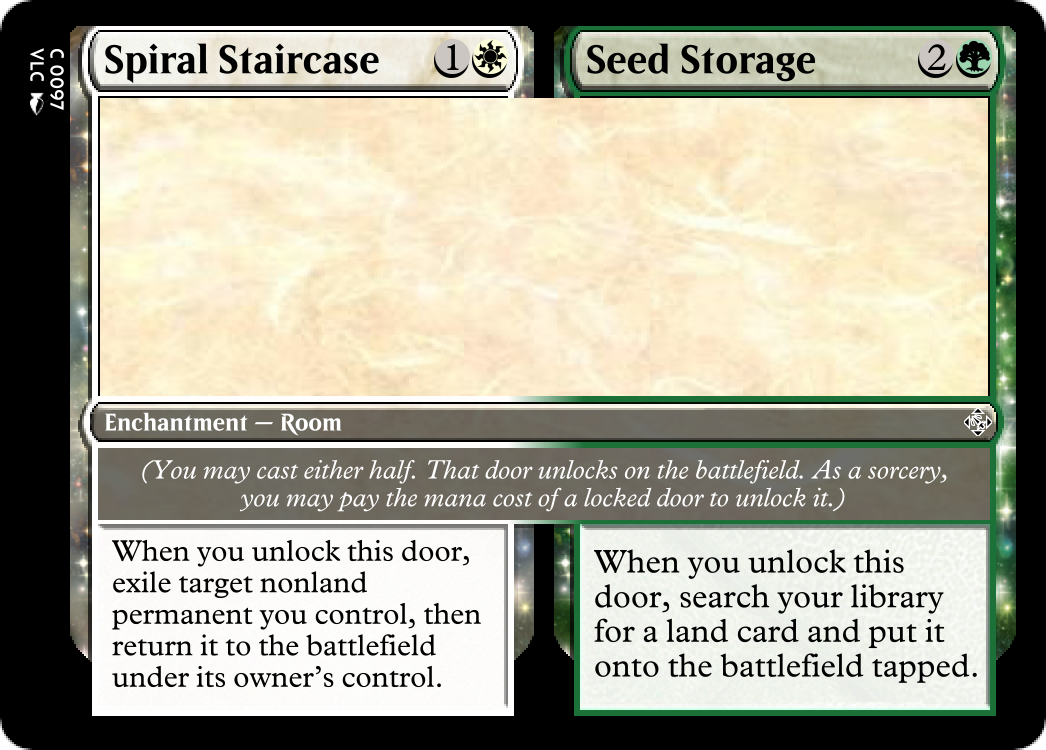 Spiral Staircase 1
Seed Storage 2
C 0097
VLC
Enchantment — Room
(You may cast either half. That door unlocks on the battlefield. As a sorcery,
you may pay the mana cost of a locked door to unlock it.)
When you unlock this door,
exile target nonland
permanent you control, then
return it to the battlefield
under its owner's control.
When you unlock this
door, search your library
for a land card and put it
onto the battlefield tapped.